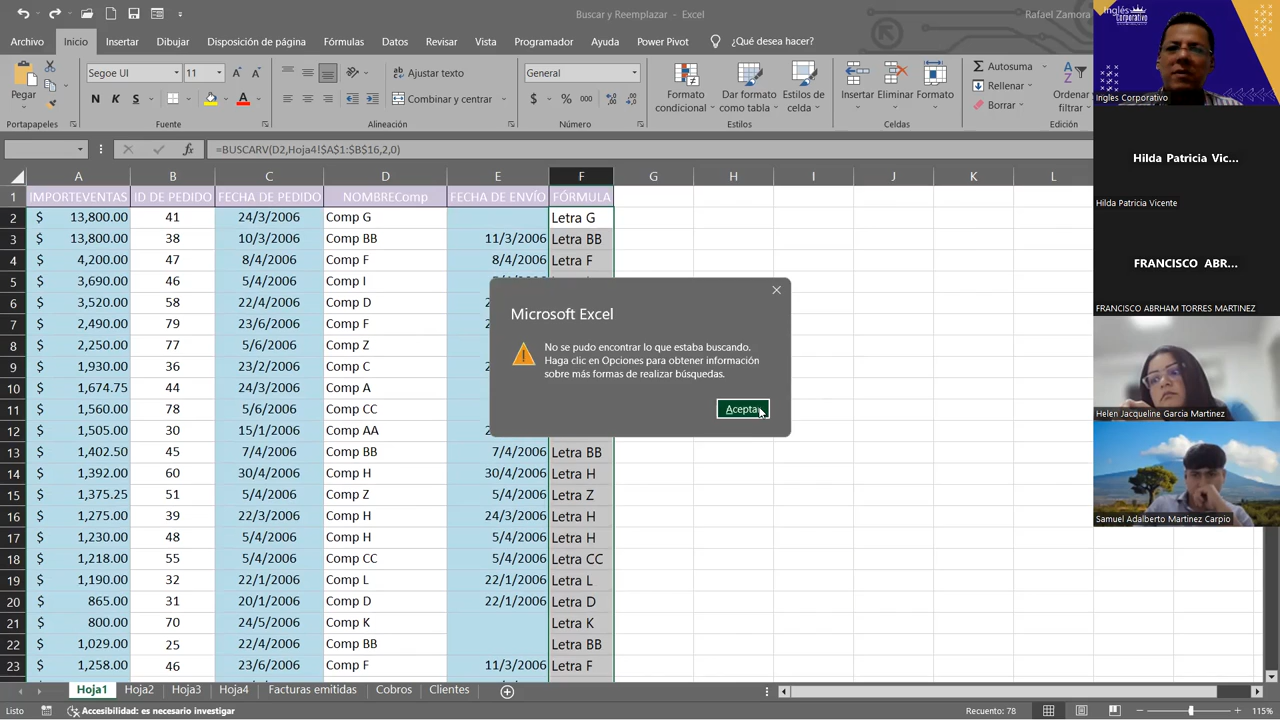 Buscar y Reemplazar - Excel
Rafael Zamora
Archivo Inicio Insertar Dibujar Disposición de página Fórmulas Datos Revisar Vista Programador Ayuda Power Pivot ¿Qué desea hacer?
Pegar
Portapapeles
Segoe UI 11
N K S
Fuente
Ajustar texto
Combinar y centrar
Alineación
General
$ % 000
Número
Formato condicional
Dar formato como tabla
Estilos de celda
Estilos
Insertar Eliminar Formato
Celdas
Autosuma
Rellenar
Borrar
Ordenar filtrar
Edición
=BUSCARV(D2,Hoja4!$A$1:$B$16,2,0)
A B C D E F G H I J K L
1 IMPORTEVENTAS ID DE PEDIDO FECHA DE PEDIDO NOMBREComp FECHA DE ENVÍO FÓRMULA
2 $ 13,800.00 41 24/3/2006 Comp G Letra G
3 $ 13,800.00 38 10/3/2006 Comp BB 11/3/2006 Letra BB
4 $ 4,200.00 47 8/4/2006 Comp F 8/4/2006 Letra F
5 $ 3,690.00 46 5/4/2006 Comp I
6 $ 3,520.00 58 22/4/2006 Comp D 2
7 $ 2,490.00 79 23/6/2006 Comp F 2
8 $ 2,250.00 77 5/6/2006 Comp Z
9 $ 1,930.00 36 23/2/2006 Comp C 2
10 $ 1,674.75 44 24/3/2006 Comp A
11 $ 1,560.00 78 5/6/2006 Comp CC
12 $ 1,505.00 30 15/1/2006 Comp AA 2
13 $ 1,402.50 45 7/4/2006 Comp BB 7/4/2006 Letra BB
14 $ 1,392.00 60 30/4/2006 Comp H 30/4/2006 Letra H
15 $ 1,375.25 51 5/4/2006 Comp Z 5/4/2006 Letra Z
16 $ 1,275.00 39 22/3/2006 Comp H 24/3/2006 Letra H
17 $ 1,230.00 48 5/4/2006 Comp H 5/4/2006 Letra H
18 $ 1,218.00 55 5/4/2006 Comp CC 5/4/2006 Letra CC
19 $ 1,190.00 32 22/1/2006 Comp L 22/1/2006 Letra L
20 $ 865.00 31 20/1/2006 Comp D 22/1/2006 Letra D
21 $ 800.00 70 24/5/2006 Comp K Letra K
22 $ 1,029.00 25 22/4/2006 Comp BB Letra BB
23 $ 1,258.00 46 23/6/2006 Comp F 11/3/2006 Letra F
Microsoft Excel
No se pudo encontrar lo que estaba buscando.
Haga clic en Opciones para obtener información
sobre más formas de realizar búsquedas.
Aceptar
Hoja1 Hoja2 Hoja3 Hoja4 Facturas emitidas Cobros Clientes
Listo Accesibilidad: es necesario investigar Recuento: 78 115%
Inglés
Corporativo
Ingles Corporativo
Hilda Patricia Vic...
Hilda Patricia Vicente
FRANCISCO ABR...
FRANCISCO ABRHAM TORRES MARTINEZ
Helen Jacqueline Garcia Martinez
Samuel Adalberto Martinez Carpio